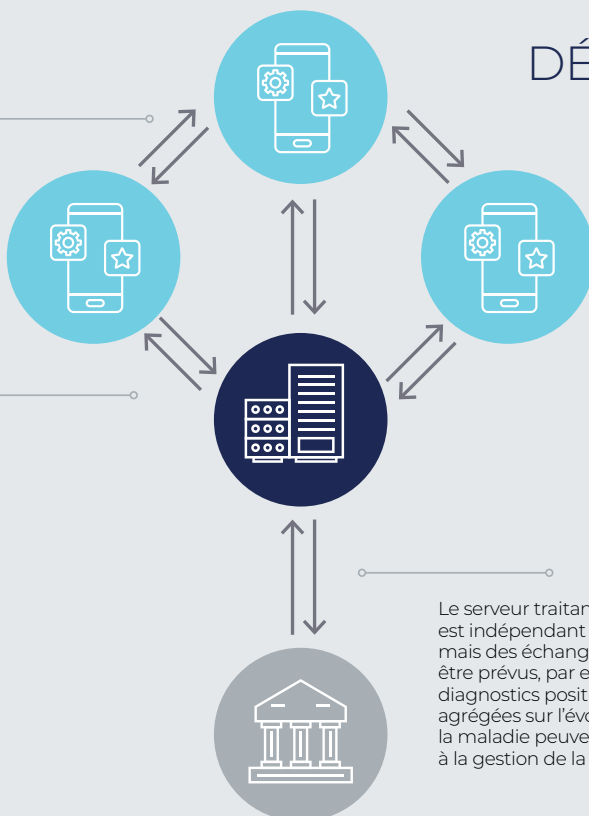 DÉ
Le serveur traitan
est indépendant
mais des échang
être prévus, par e
diagnostics posit
agrégées sur l'évo
la maladie peuve
à la gestion de la